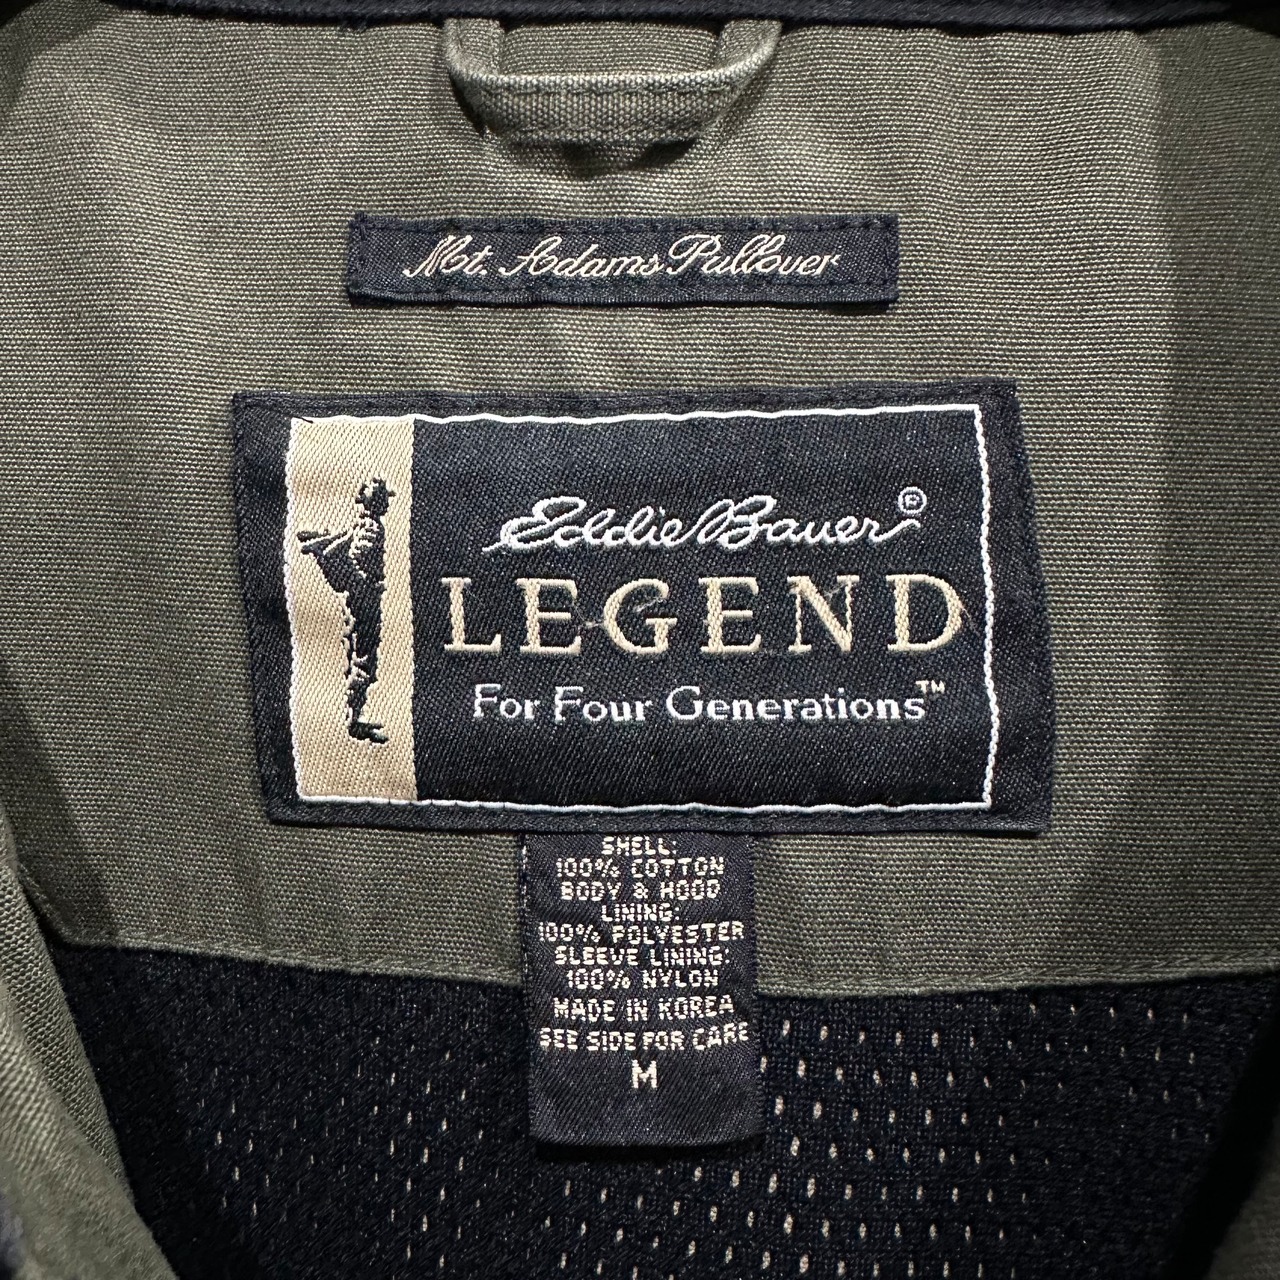 Mt. Adams Pullover
Eddie Bauer®
LEGEND
For Four Generations™
SHELL:
100% COTTON
BODY & HOOD
LINING:
100% POLYESTER
SLEEVE LINING:
100% NYLON
MADE IN KOREA
SEE SIDE FOR CARE
M